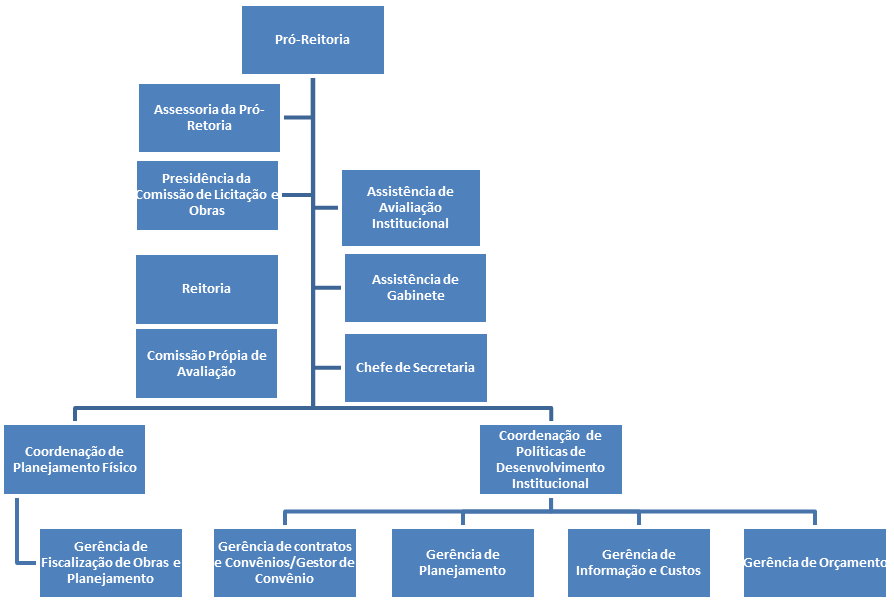 Pró-Reitoria
Assessoria da Pró-
Retoria
Presidência da
Comissão de Licitação e
Obras
Assistência de
Avialiação
Institucional
Reitoria
Assistência de
Gabinete
Comissão Própia de
Avaliação
Chefe de Secretaria
Coordenação de
Planejamento Físico
Coordenação de
Políticas de
Desenvolvimento
Institucional
Gerência de
Fiscalização de Obras e
Planejamento
Gerência de contratos
e Convênios/Gestor de
Convênio
Gerência de
Planejamento
Gerência de
Informação e Custos
Gerência de Orçamento